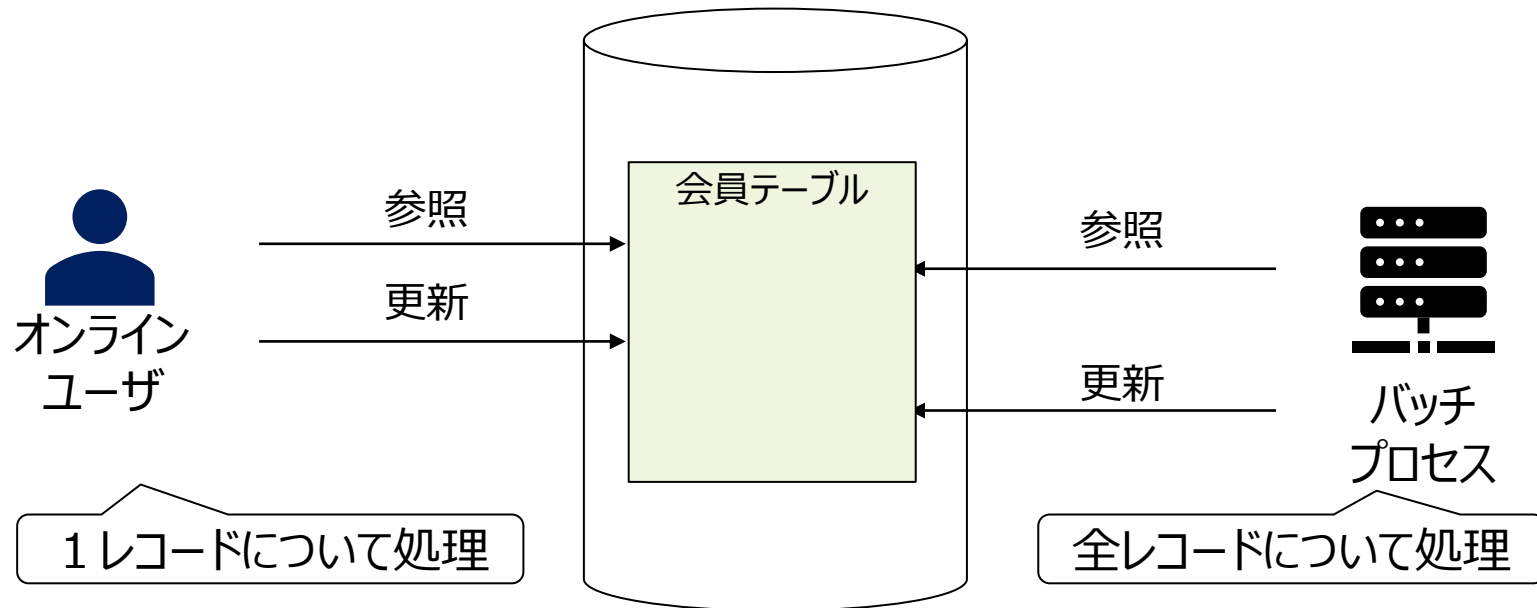 会員テーブル
参照
更新
オンライン
ユーザ
1レコードについて処理
参照
更新
バッチ
プロセス
全レコードについて処理